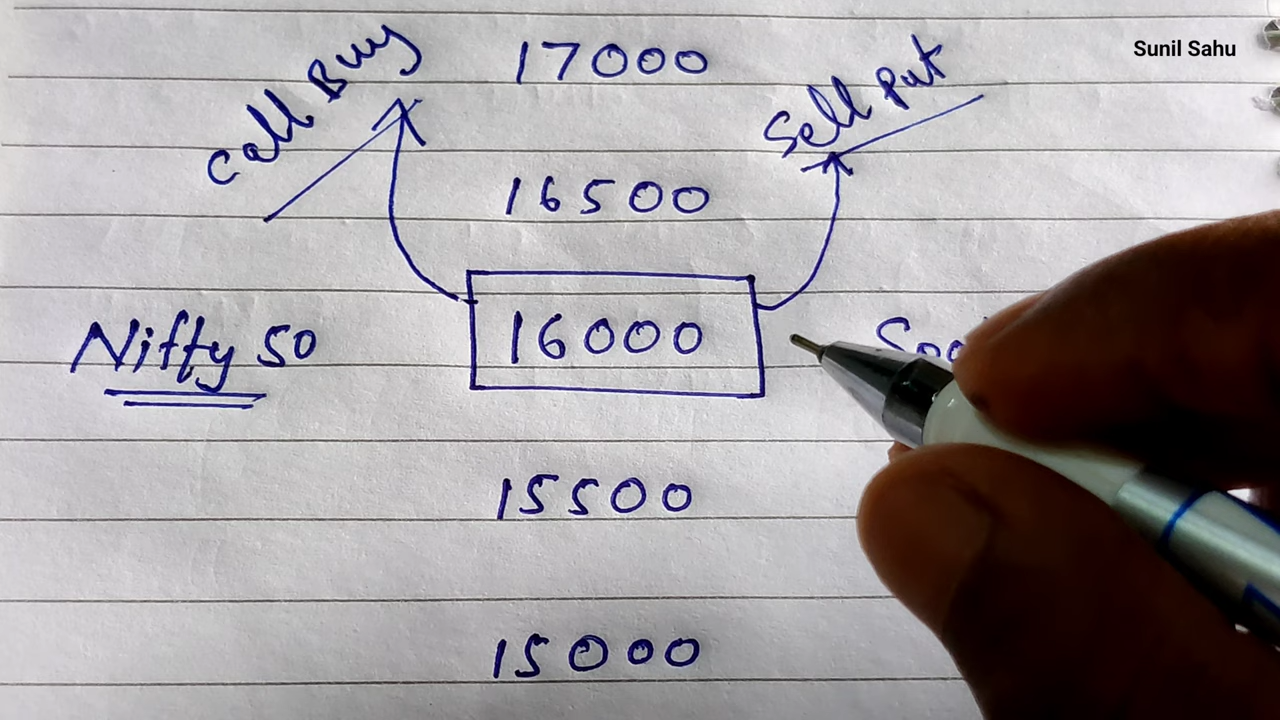 Sunil Sahu
Call Buy
17000
Sell Put
16500
Nifty 50
16000
15500
15000